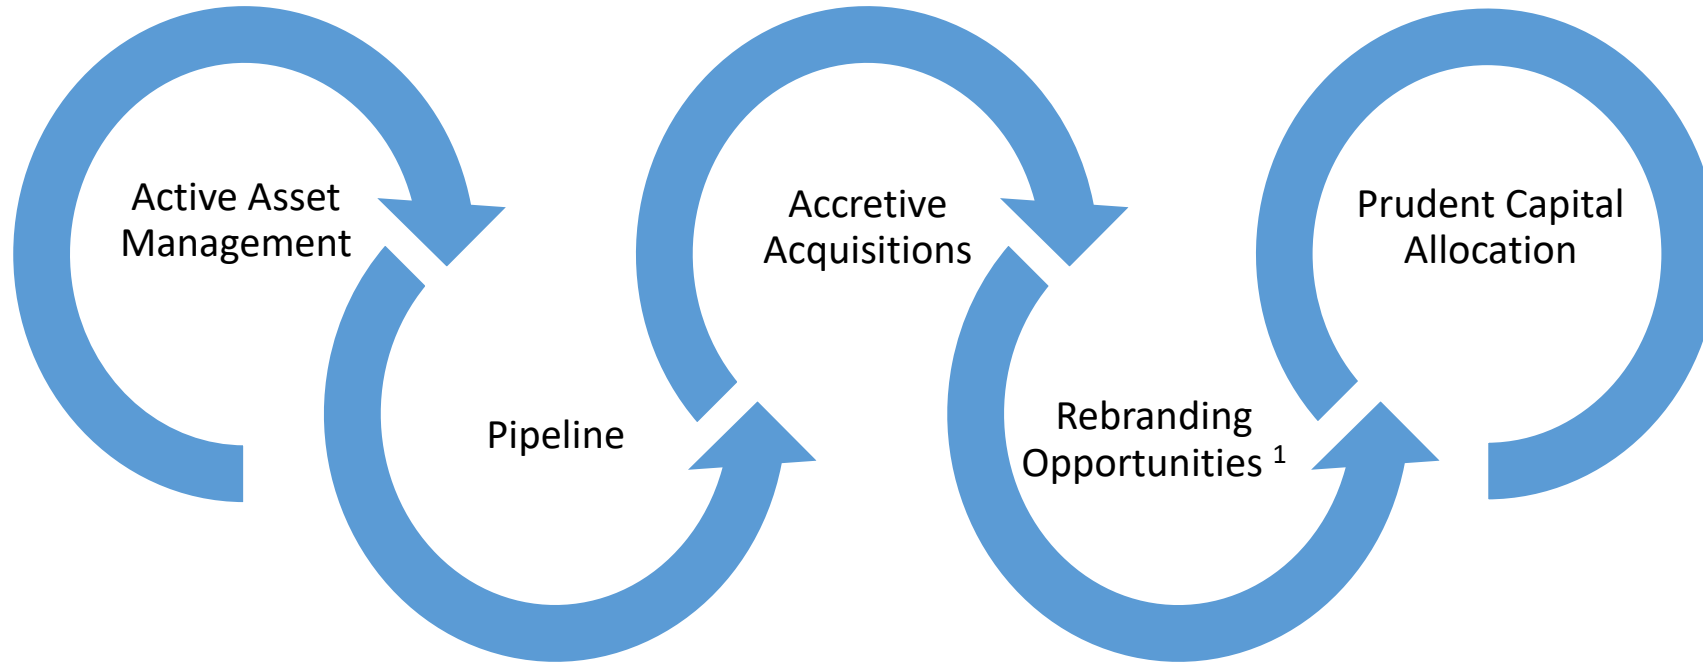 Active Asset
Management
Pipeline
Accretive
Acquisitions
Rebranding
Opportunities ¹
Prudent Capital
Allocation